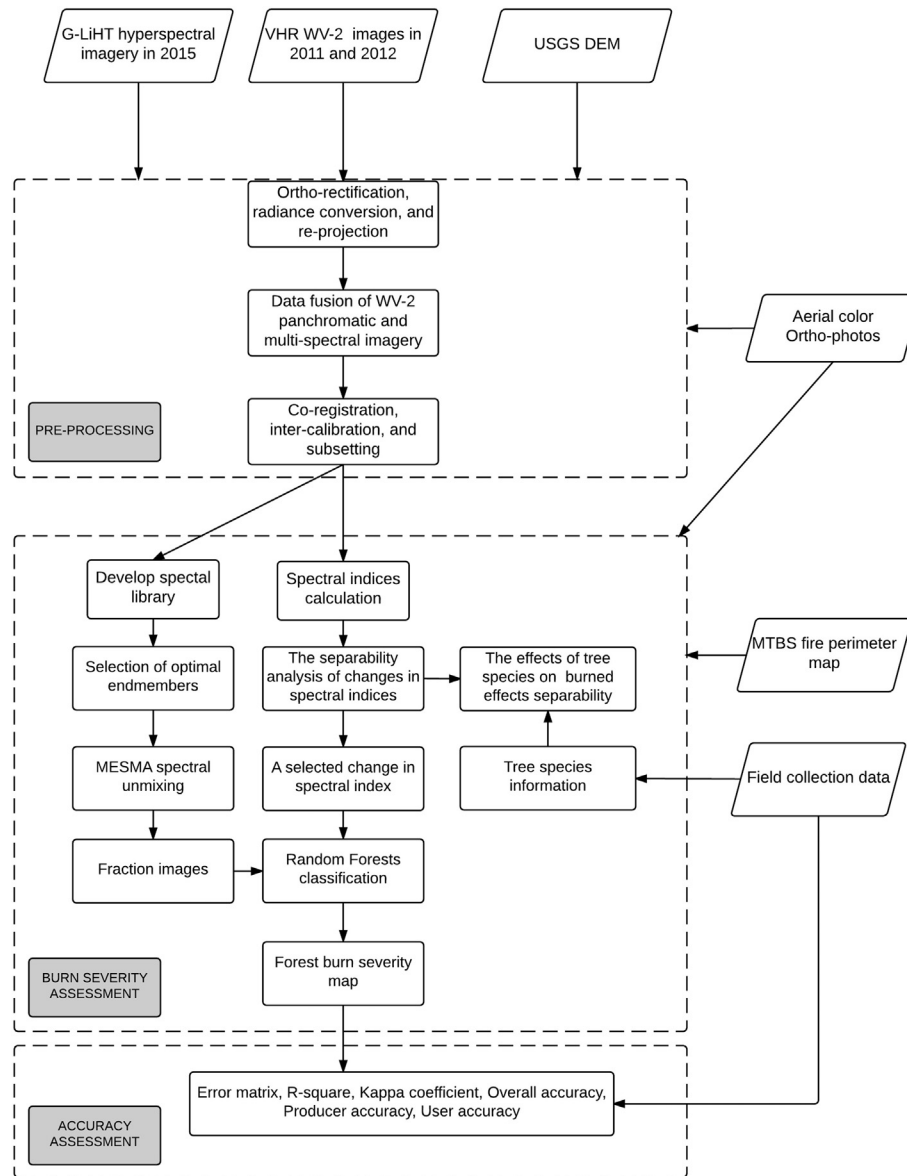 G-LiHT hyperspectral
imagery in 2015
VHR WV-2 images in
2011 and 2012
USGS DEM
Ortho-rectification,
radiance conversion, and
re-projection
Data fusion of WV-2
panchromatic and
multi-spectral imagery
Aerial color
Ortho-photos
Co-registration,
inter-calibration, and
subsetting
PRE-PROCESSING
Develop spectal
library
Spectral indices
calculation
Selection of optimal
endmembers
The separability
analysis of changes in
spectral indices
The effects of tree
species on burned
effects separability
MTBS fire perimeter
map
MESMA spectral
unmixing
A selected change in
spectral index
Tree species
information
Field collection data
Fraction images
Random Forests
classification
Forest burn severity
map
BURN SEVERITY
ASSESSMENT
Error matrix, R-square, Kappa coefficient, Overall accuracy,
Producer accuracy, User accuracy
ACCURACY
ASSESSMENT